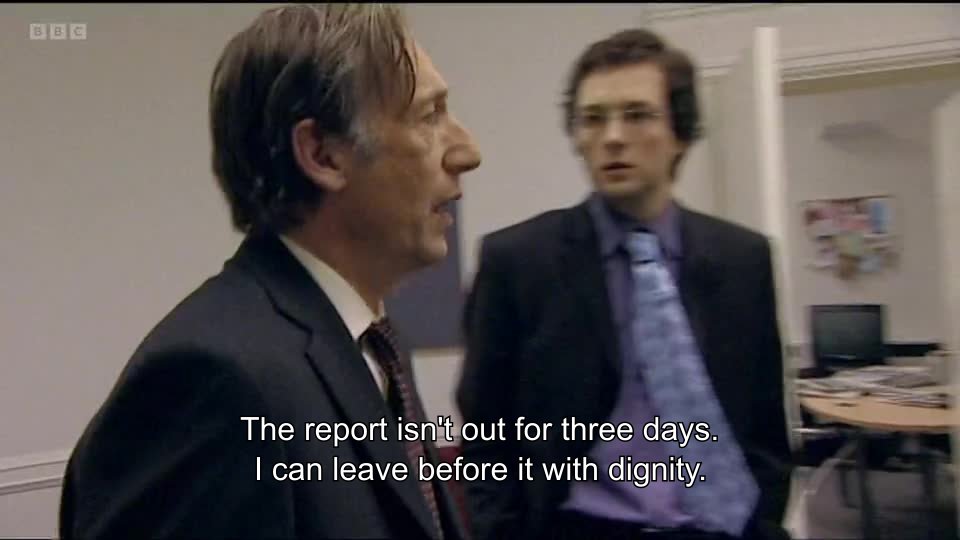 BBC
The report isn't out for three days.
I can leave before it with dignity.